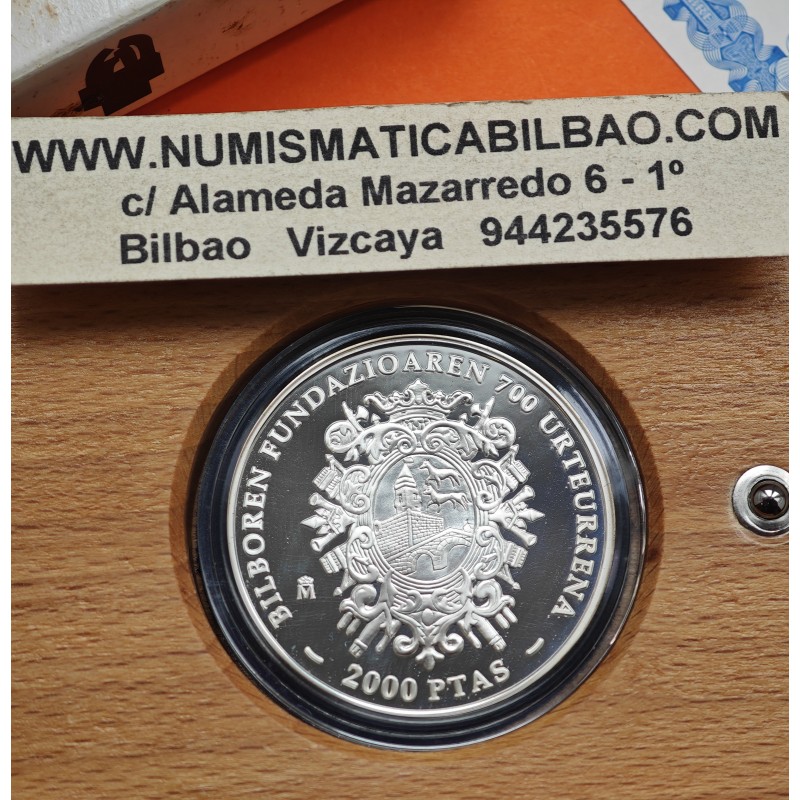 WWW.NUMISMATICABILBAO.COM
c/ Alameda Mazarredo 6 - 1º
Bilbao Vizcaya 944235576
BILBOREN FUNDAZIOAREN 700 URTEURRENA
M
- 2000 PTAS -